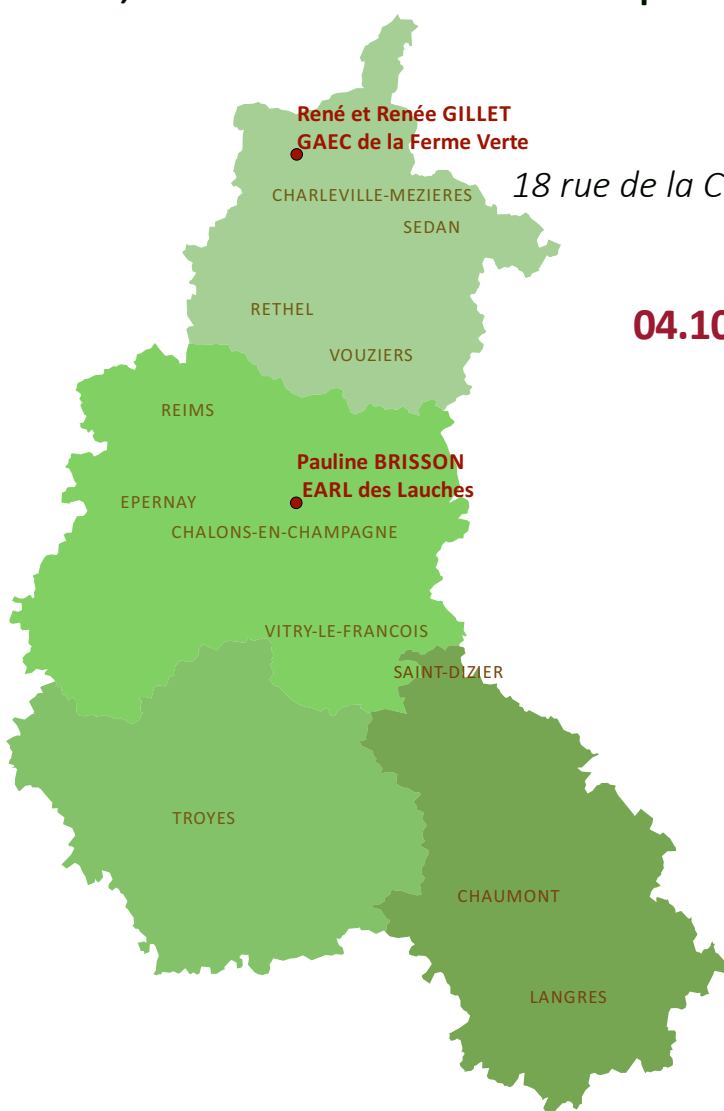 René et Renée GILLET
GAEC de la Ferme Verte
18 rue de la C
CHARLEVILLE-MEZIERES
SEDAN
RETHEL
04.10
VOUZIERS
REIMS
Pauline BRISSON
EARL des Lauches
EPERNAY
CHALONS-EN-CHAMPAGNE
VITRY-LE-FRANCOIS
SAINT-DIZIER
TROYES
CHAUMONT
LANGRES